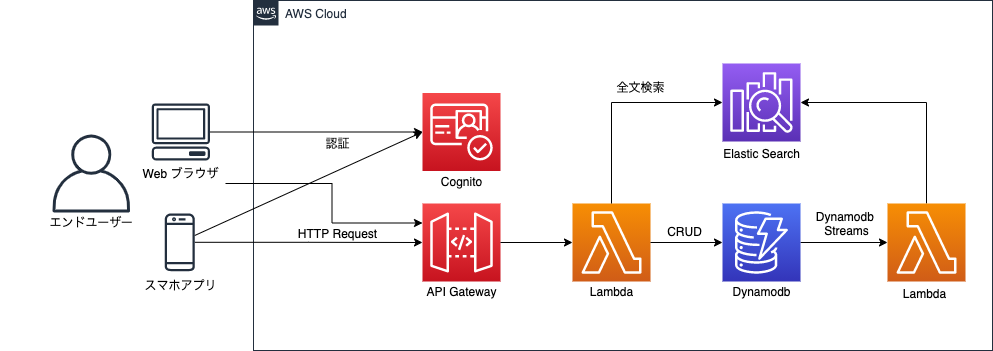 aws
AWS Cloud
全文検索
Elastic Search
認証
Web ブラウザ
Cognito
エンドユーザー
HTTP Request
CRUD
Dynamodb
Streams
スマホアプリ
API Gateway
Lambda
Dynamodb
Lambda